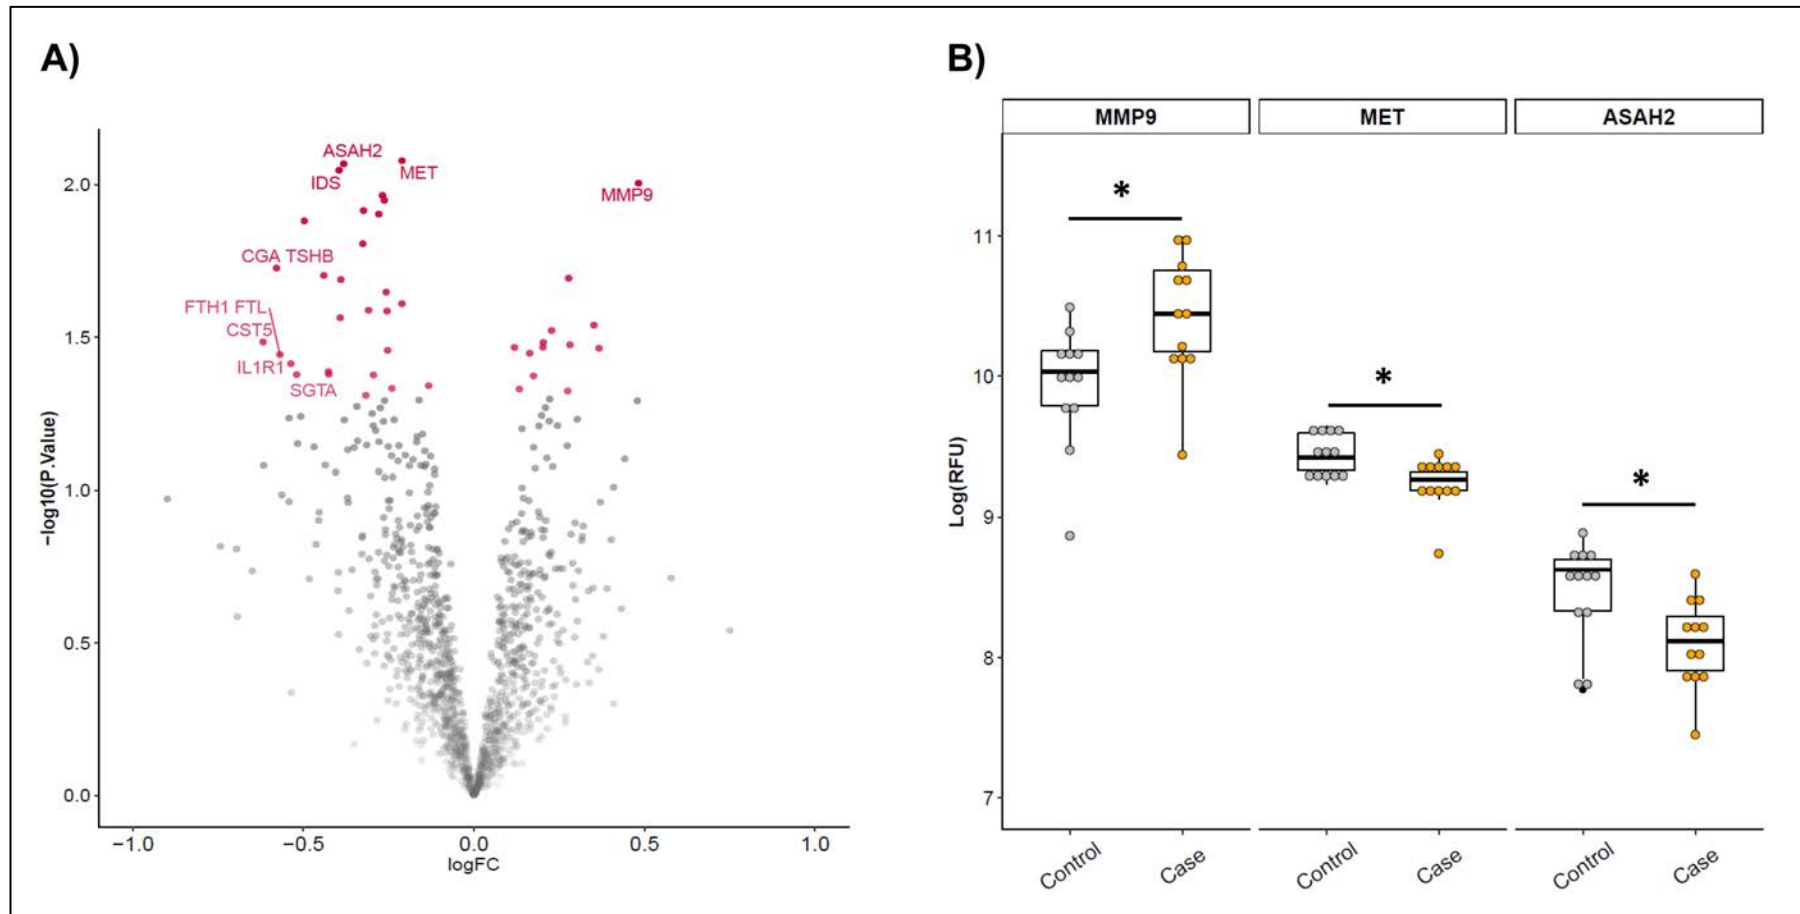 A)
B)
MMP9
MET
ASAH2
ASAH2
MET
IDS
MMP9
CGA TSHB
FTH1 FTL
CST5
IL1R1
SGTA
−log10(P.Value)
2.0
1.5
1.0
0.5
0.0
−1.0
−0.5
0.0
0.5
1.0
logFC
*
*
*
Log(RFU)
11
10
9
8
7
Control
Case
Control
Case
Control
Case